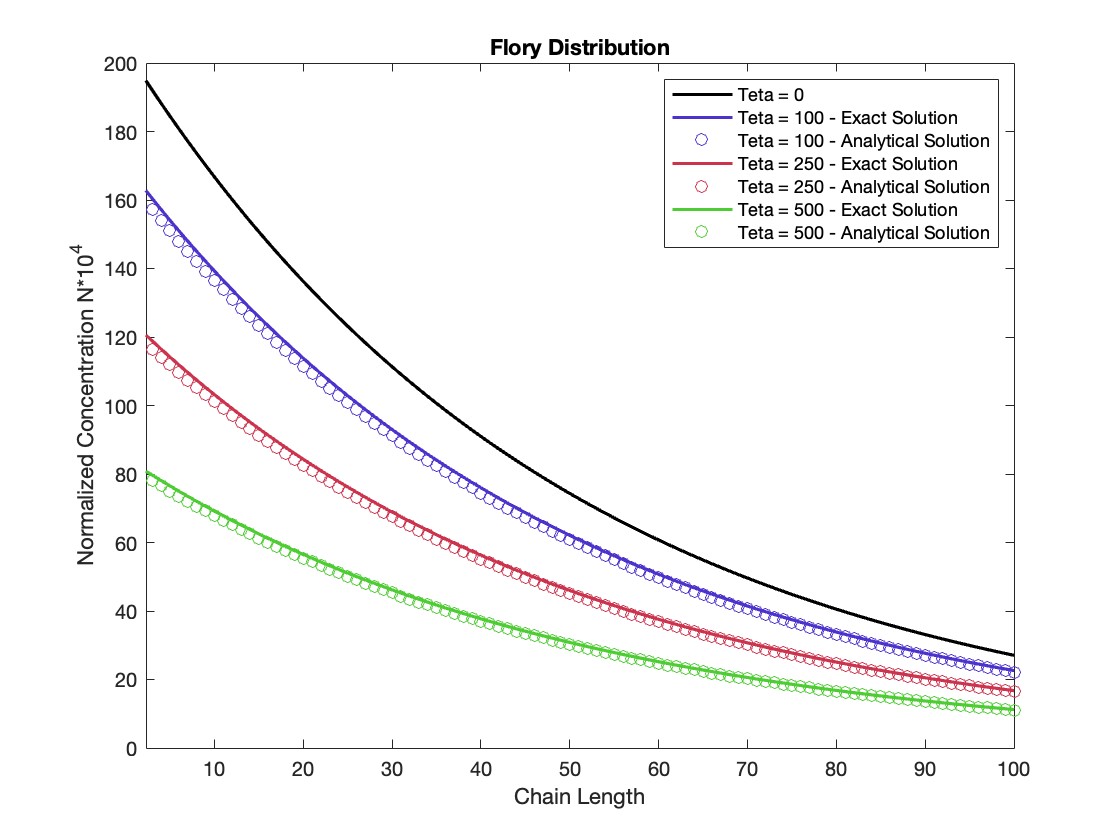 Flory Distribution
200
180
160
140
120
100
80
60
40
20
0
Normalized Concentration N*10^4
Teta = 0
Teta = 100 - Exact Solution
Teta = 100 - Analytical Solution
Teta = 250 - Exact Solution
Teta = 250 - Analytical Solution
Teta = 500 - Exact Solution
Teta = 500 - Analytical Solution
10 20 30 40 50 60 70 80 90 100
Chain Length